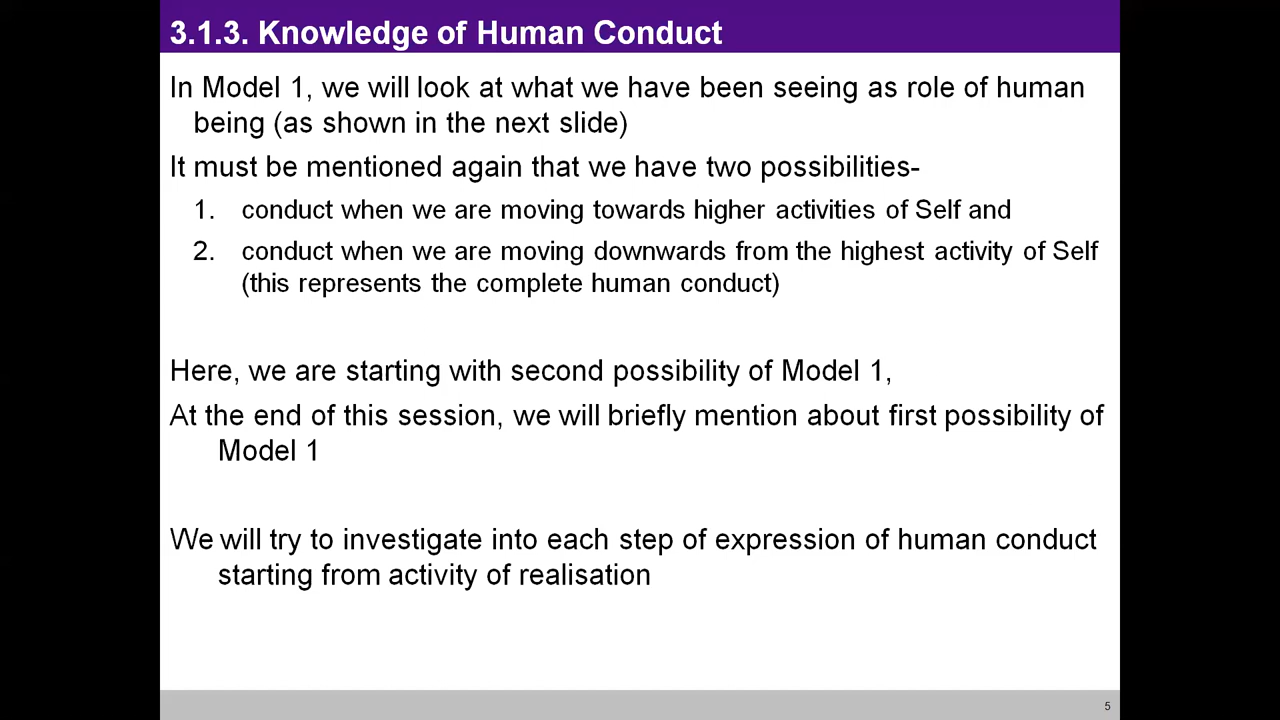 3.1.3. Knowledge of Human Conduct
In Model 1, we will look at what we have been seeing as role of human
being (as shown in the next slide)
It must be mentioned again that we have two possibilities-
1. conduct when we are moving towards higher activities of Self and
2. conduct when we are moving downwards from the highest activity of Self
(this represents the complete human conduct)
Here, we are starting with second possibility of Model 1,
At the end of this session, we will briefly mention about first possibility of
Model 1
We will try to investigate into each step of expression of human conduct
starting from activity of realisation
5